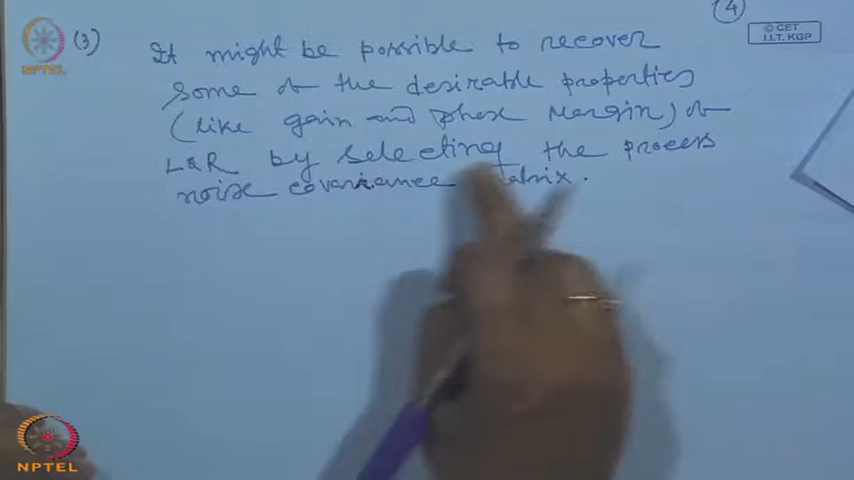 (4)
© CET
I.I.T. KGP
NPTEL
(3) It might be possible to recover
some of the desirable properties
(like gain and phase Margin) of
LQR by selecting the process
noise covariance matrix.
NPTEL